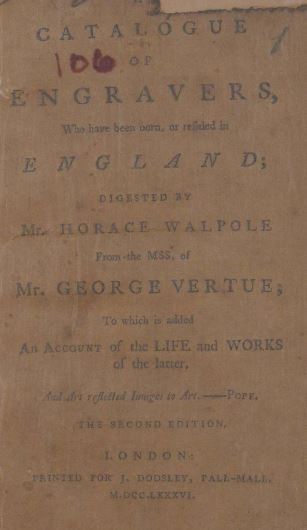 A
CATALOGUE
106
OF
ENGRAVERS,
Who have been born, or resided in
ENGLAND;
DIGESTED BY
Mr. HORACE WALPOLE
From the MSS. of
Mr. GEORGE VERTUE;
To which is added
An Account of the LIFE and WORKS
of the latter,
And Art reflected Images to Art.——Pope.
THE SECOND EDITION.
LONDON:
PRINTED FOR J. DODSLEY, PALL-MALL,
M.DCC.LXXXVI.